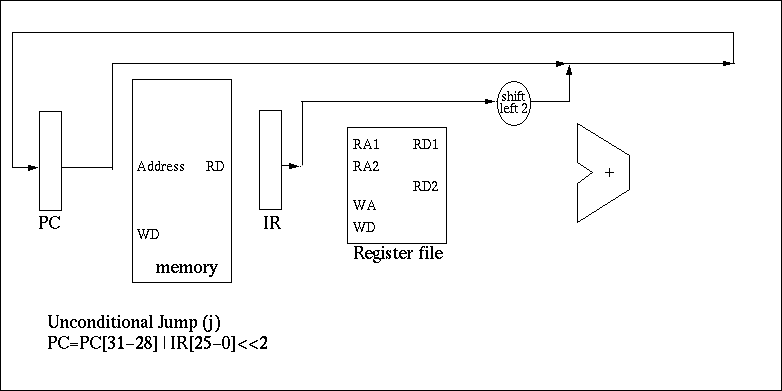 shift
left 2
RA1 RD1
RA2
RD2
WA
WD
Register file
Address RD
WD
memory
PC
IR
+
Unconditional Jump (j)
PC=PC[31-28] | IR[25-0]<<2